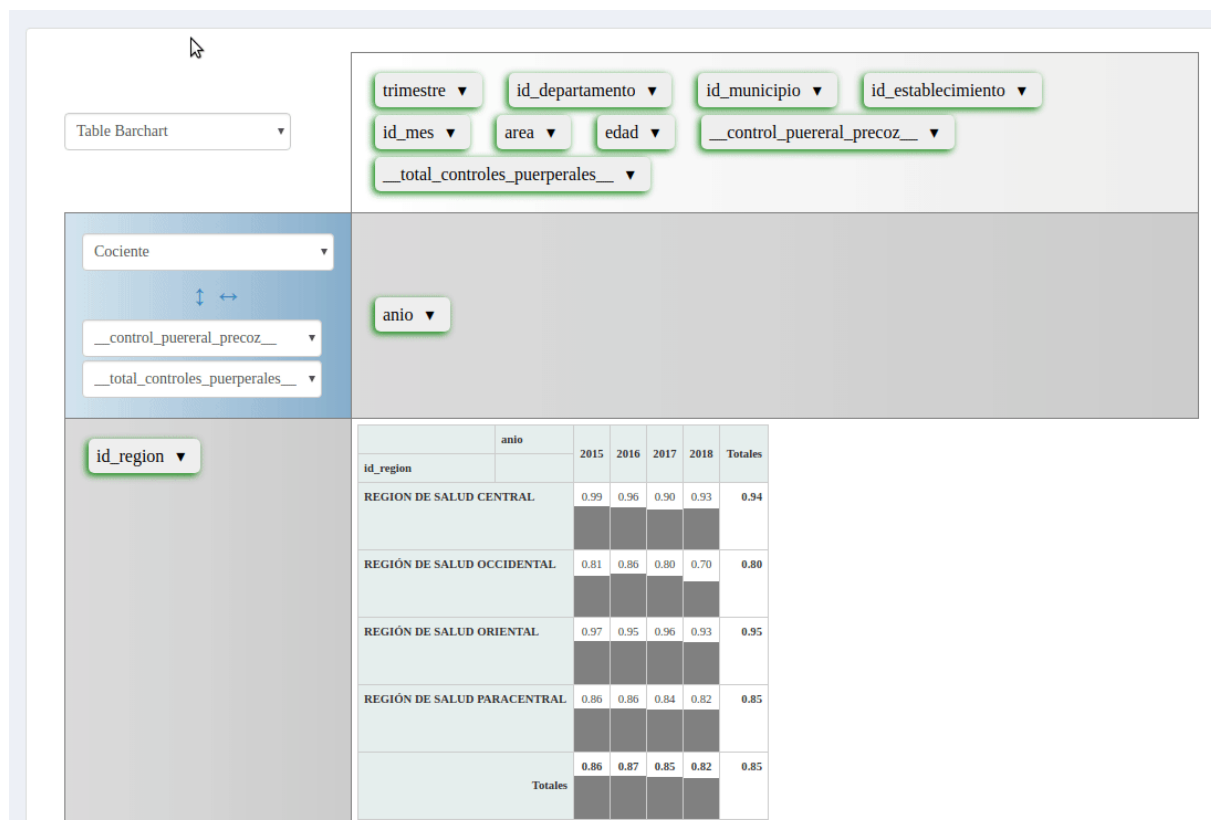 trimestre ▼ id_departamento ▼ id_municipio ▼ id_establecimiento ▼
Table Barchart ▼
id_mes ▼ area ▼ edad ▼ __control_puereral_precoz__ ▼
__total_controles_puerperales__ ▼
Cociente ▼
↕ ↔
__control_puereral_precoz__ ▼
__total_controles_puerperales__ ▼
anio ▼
id_region ▼
anio 2015 2016 2017 2018 Totales
id_region
REGION DE SALUD CENTRAL 0.99 0.96 0.90 0.93 0.94
REGIÓN DE SALUD OCCIDENTAL 0.81 0.86 0.80 0.70 0.80
REGIÓN DE SALUD ORIENTAL 0.97 0.95 0.96 0.93 0.95
REGIÓN DE SALUD PARACENTRAL 0.86 0.86 0.84 0.82 0.85
Totales 0.86 0.87 0.85 0.82 0.85